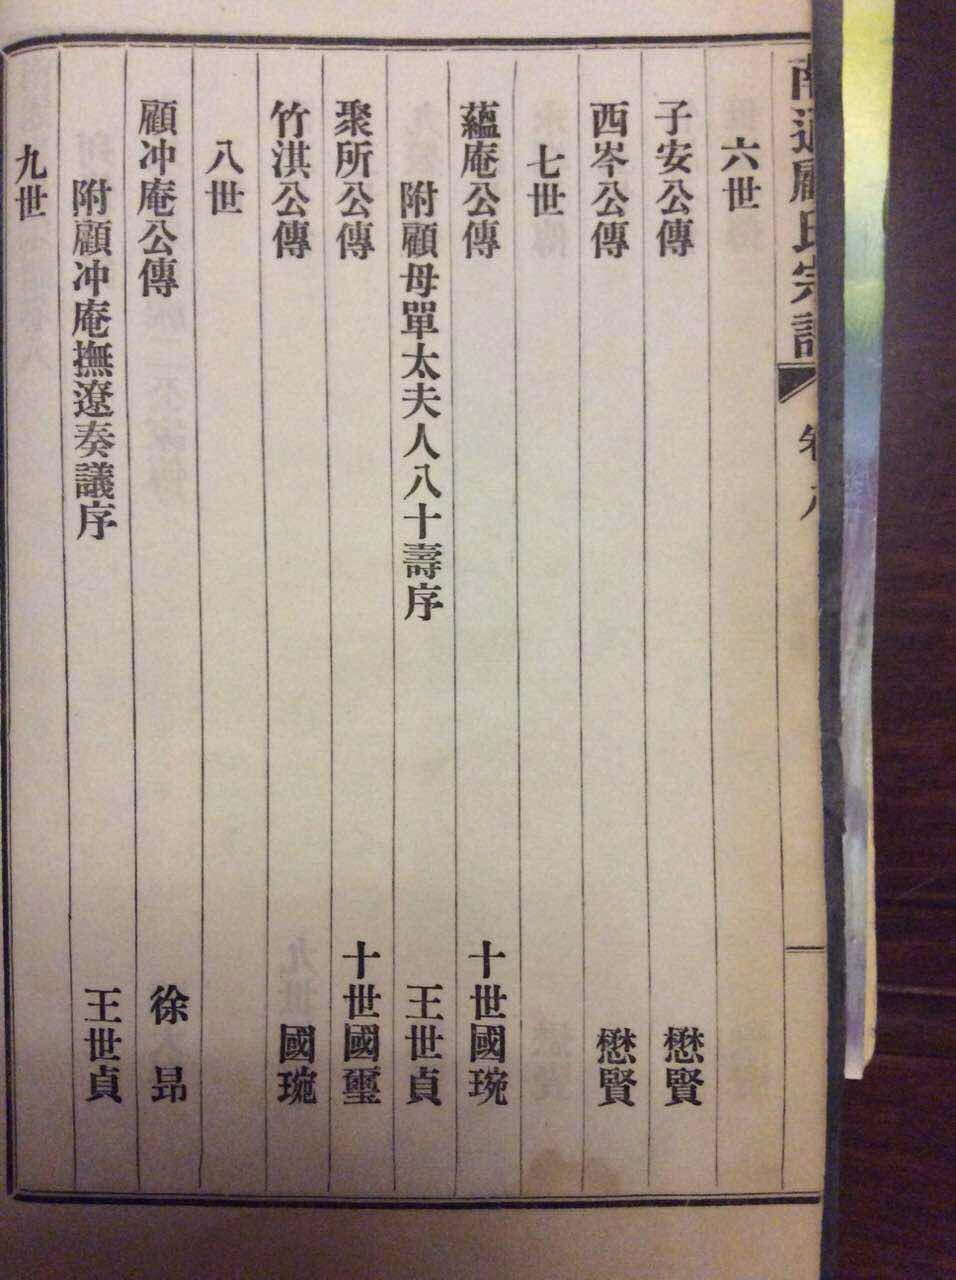 南通顧氏宗譜
卷八
六世
子安公傳 懋賢
西岑公傳 懋賢
七世
蘊庵公傳 十世國琬
附顧母單太夫人八十壽序 王世貞
聚所公傳 十世國璽
竹淇公傳 國琬
八世
顧冲庵公傳 徐昂
附顧冲庵撫遼奏議序 王世貞
九世